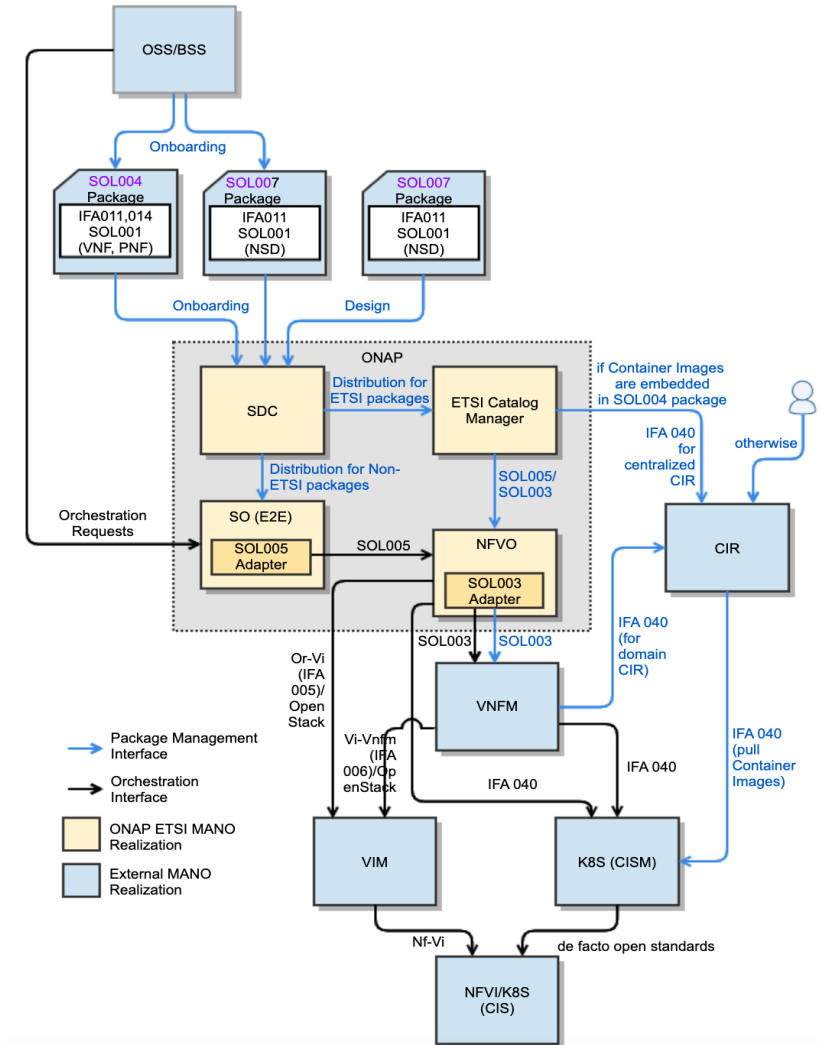 OSS/BSS
Onboarding
SOL004
Package
IFA011,014
SOL001
(VNF, PNF)
SOL007
Package
IFA011
SOL001
(NSD)
SOL007
Package
IFA011
SOL001
(NSD)
Onboarding
Design
ONAP
SDC
Distribution for
ETSI packages
ETSI Catalog
Manager
if Container Images
are embedded
in SOL004 package
IFA 040
for
centralized
CIR
otherwise
Distribution for Non-
ETSI packages
SOL005/
SOL003
Orchestration
Requests
SO (E2E)
SOL005
Adapter
SOL005
NFVO
SOL003
Adapter
CIR
SOL003
SOL003
IFA 040
(for
domain
CIR)
Or-Vi
(IFA
005)/
Open
Stack
VNFM
Vi-Vnfm
(IFA
006)/Op
enStack
IFA 040
IFA 040
IFA 040
(pull
Container
Images)
Package Management
Interface
Orchestration
Interface
ONAP ETSI MANO
Realization
External MANO
Realization
VIM
K8S (CISM)
Nf-Vi
de facto open standards
NFVI/K8S
(CIS)